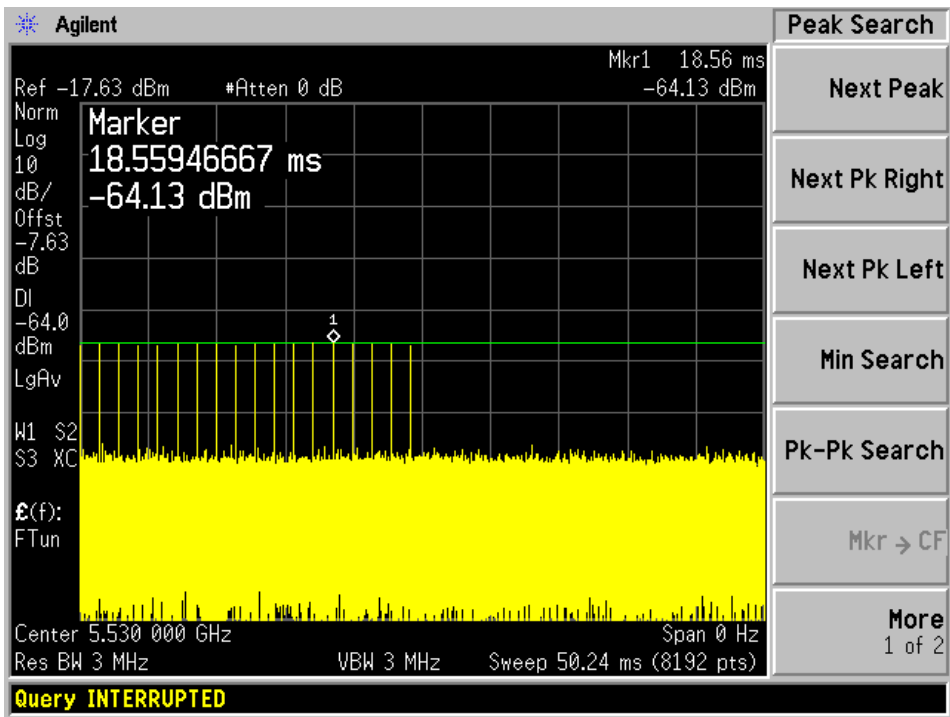 Agilent
Peak Search
Mkr1 18.56 ms
Ref -17.63 dBm #Atten 0 dB -64.13 dBm
Norm
Log
10
dB/
Offst
-7.63
dB
DI
-64.0
dBm
LgAv
W1 S2
S3 XC
£(f):
FTun
Marker
18.55946667 ms
-64.13 dBm
1
Center 5.530 000 GHz Span 0 Hz
Res BW 3 MHz VBW 3 MHz Sweep 50.24 ms (8192 pts)
Query INTERRUPTED
Next Peak
Next Pk Right
Next Pk Left
Min Search
Pk-Pk Search
Mkr → CF
More
1 of 2